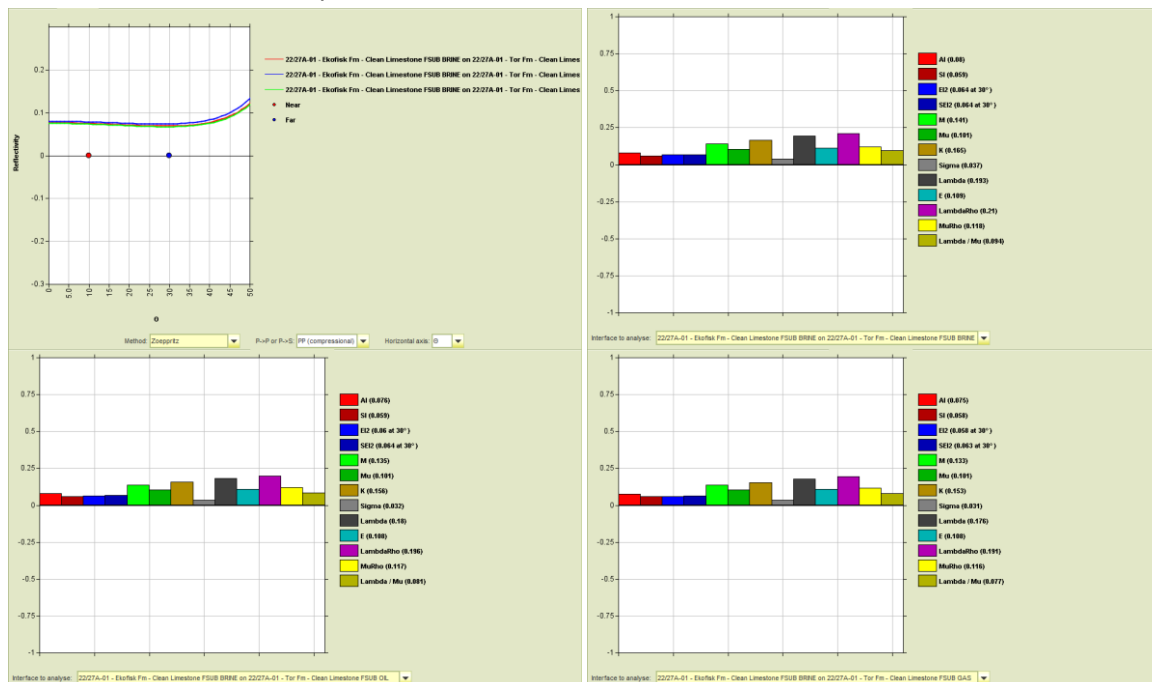 0.2
0.1
0
-0.1
-0.2
-0.3
Reflectivity
0 5.0 10 15 20 25 30 35 40 45 50
Θ
22/27A-01 - Ekofisk Fm - Clean Limestone FSUB BRINE on 22/27A-01 - Tor Fm - Clean Limes
22/27A-01 - Ekofisk Fm - Clean Limestone FSUB BRINE on 22/27A-01 - Tor Fm - Clean Limes
22/27A-01 - Ekofisk Fm - Clean Limestone FSUB BRINE on 22/27A-01 - Tor Fm - Clean Limes
Near
Far
Method: Zoeppritz P->P or P->S: PP (compressional) Horizontal axis: Θ
1
0.75
0.5
0.25
0
-0.25
-0.5
-0.75
-1
AI (0.08)
SI (0.059)
EI2 (0.064 at 30°)
SEI2 (0.064 at 30°)
M (0.141)
Mu (0.101)
K (0.165)
Sigma (0.037)
Lambda (0.193)
E (0.109)
LambdaRho (0.21)
MuRho (0.118)
Lambda / Mu (0.094)
Interface to analyse: 22/27A-01 - Ekofisk Fm - Clean Limestone FSUB BRINE on 22/27A-01 - Tor Fm - Clean Limestone FSUB BRINE
1
0.75
0.5
0.25
0
-0.25
-0.5
-0.75
-1
AI (0.076)
SI (0.059)
EI2 (0.06 at 30°)
SEI2 (0.064 at 30°)
M (0.135)
Mu (0.101)
K (0.156)
Sigma (0.032)
Lambda (0.18)
E (0.108)
LambdaRho (0.196)
MuRho (0.117)
Lambda / Mu (0.081)
Interface to analyse: 22/27A-01 - Ekofisk Fm - Clean Limestone FSUB BRINE on 22/27A-01 - Tor Fm - Clean Limestone FSUB OIL
1
0.75
0.5
0.25
0
-0.25
-0.5
-0.75
-1
AI (0.075)
SI (0.058)
EI2 (0.058 at 30°)
SEI2 (0.063 at 30°)
M (0.133)
Mu (0.101)
K (0.153)
Sigma (0.031)
Lambda (0.176)
E (0.108)
LambdaRho (0.191)
MuRho (0.116)
Lambda / Mu (0.077)
Interface to analyse: 22/27A-01 - Ekofisk Fm - Clean Limestone FSUB BRINE on 22/27A-01 - Tor Fm - Clean Limestone FSUB GAS